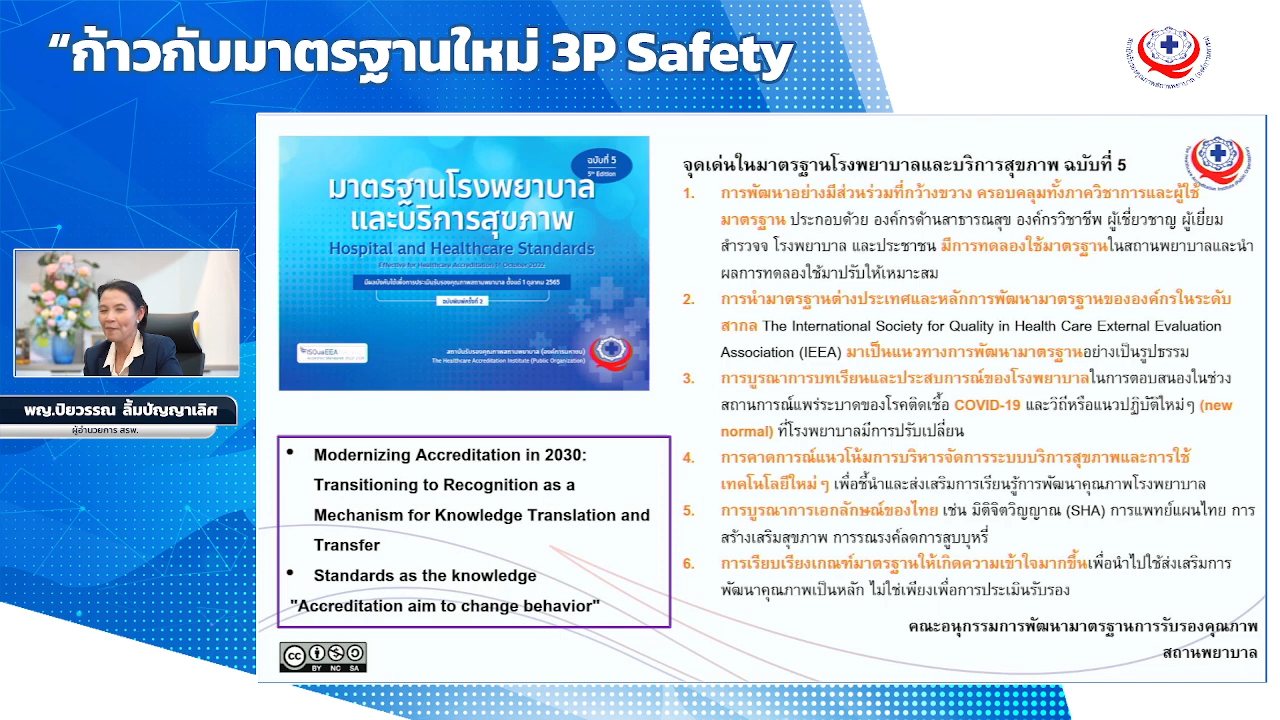 “ก้าวกับมาตรฐานใหม่ 3P Safety
ฉบับที่ 5
5th Edition
มาตรฐานโรงพยาบาล
และบริการสุขภาพ
Hospital and Healthcare Standards
Effective for Healthcare Accreditation 1st October 2022
มีผลบังคับใช้เพื่อการประเมินรับรองคุณภาพสถานพยาบาล ตั้งแต่ 1 ตุลาคม 2565
ฉบับพิมพ์ครั้งที่ 2
ISQuaEEA
สถาบันรับรองคุณภาพสถานพยาบาล (องค์การมหาชน)
The Healthcare Accreditation Institute (Public Organization)
พญ.ปิยวรรณ ลิ้มปัญญาเลิศ
ผู้อำนวยการ สรพ.
• Modernizing Accreditation in 2030:
Transitioning to Recognition as a
Mechanism for Knowledge Translation and
Transfer
• Standards as the knowledge
"Accreditation aim to change behavior"
CC BY NC SA
จุดเด่นในมาตรฐานโรงพยาบาลและบริการสุขภาพ ฉบับที่ 5
1. การพัฒนาอย่างมีส่วนร่วมที่กว้างขวาง ครอบคลุมทั้งภาควิชาการและผู้ใช้
มาตรฐาน ประกอบด้วย องค์กรด้านสาธารณสุข องค์กรวิชาชีพ ผู้เชี่ยวชาญ ผู้เยี่ยม
สำรวจจ โรงพยาบาล และประชาชน มีการทดลองใช้มาตรฐานในสถานพยาบาลและนำ
ผลการทดลองใช้มาปรับให้เหมาะสม
2. การนำมาตรฐานต่างประเทศและหลักการพัฒนามาตรฐานขององค์กรในระดับ
สากล The International Society for Quality in Health Care External Evaluation
Association (IEEA) มาเป็นแนวทางการพัฒนามาตรฐานอย่างเป็นรูปธรรม
3. การบูรณาการบทเรียนและประสบการณ์ของโรงพยาบาลในการตอบสนองในช่วง
สถานการณ์แพร่ระบาดของโรคติดเชื้อ COVID-19 และวิถีหรือแนวปฏิบัติใหม่ๆ (new
normal) ที่โรงพยาบาลมีการปรับเปลี่ยน
4. การคาดการณ์แนวโน้มการบริหารจัดการระบบบริการสุขภาพและการใช้
เทคโนโลยีใหม่ ๆ เพื่อชี้นำและส่งเสริมการเรียนรู้การพัฒนาคุณภาพโรงพยาบาล
5. การบูรณาการเอกลักษณ์ของไทย เช่น มิติจิตวิญญาณ (SHA) การแพทย์แผนไทย การ
สร้างเสริมสุขภาพ การรณรงค์ลดการสูบบุหรี่
6. การเรียบเรียงเกณฑ์มาตรฐานให้เกิดความเข้าใจมากขึ้นเพื่อนำไปใช้ส่งเสริมการ
พัฒนาคุณภาพเป็นหลัก ไม่ใช่เพียงเพื่อการประเมินรับรอง
คณะอนุกรรมการพัฒนามาตรฐานการรับรองคุณภาพ
สถานพยาบาล